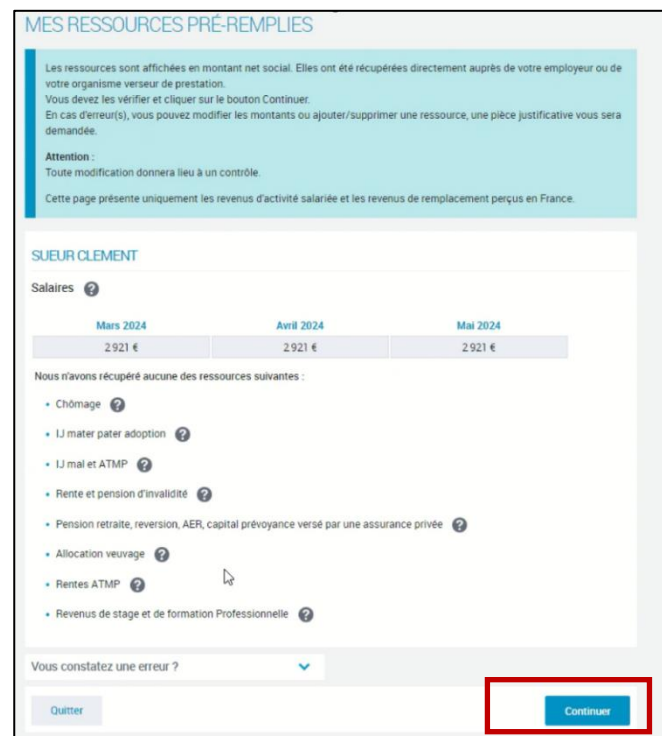 MES RESSOURCES PRÉ-REMPLIES
Les ressources sont affichées en montant net social. Elles ont été récupérées directement auprès de votre employeur ou de
votre organisme verseur de prestation.
Vous devez les vérifier et cliquer sur le bouton Continuer.
En cas d'erreur(s), vous pouvez modifier les montants ou ajouter/supprimer une ressource, une pièce justificative vous sera
demandée.
Attention :
Toute modification donnera lieu à un contrôle.
Cette page présente uniquement les revenus d'activité salariée et les revenus de remplacement perçus en France.
SUEUR CLEMENT
Salaires ?
Mars 2024 Avril 2024 Mai 2024
2 921 € 2 921 € 2 921 €
Nous n'avons récupéré aucune des ressources suivantes :
• Chômage ?
• IJ mater pater adoption ?
• IJ mal et ATMP ?
• Rente et pension d'invalidité ?
• Pension retraite, reversion, AER, capital prévoyance versé par une assurance privée ?
• Allocation veuvage ?
• Rentes ATMP ?
• Revenus de stage et de formation Professionnelle ?
Vous constatez une erreur ?
Quitter Continuer